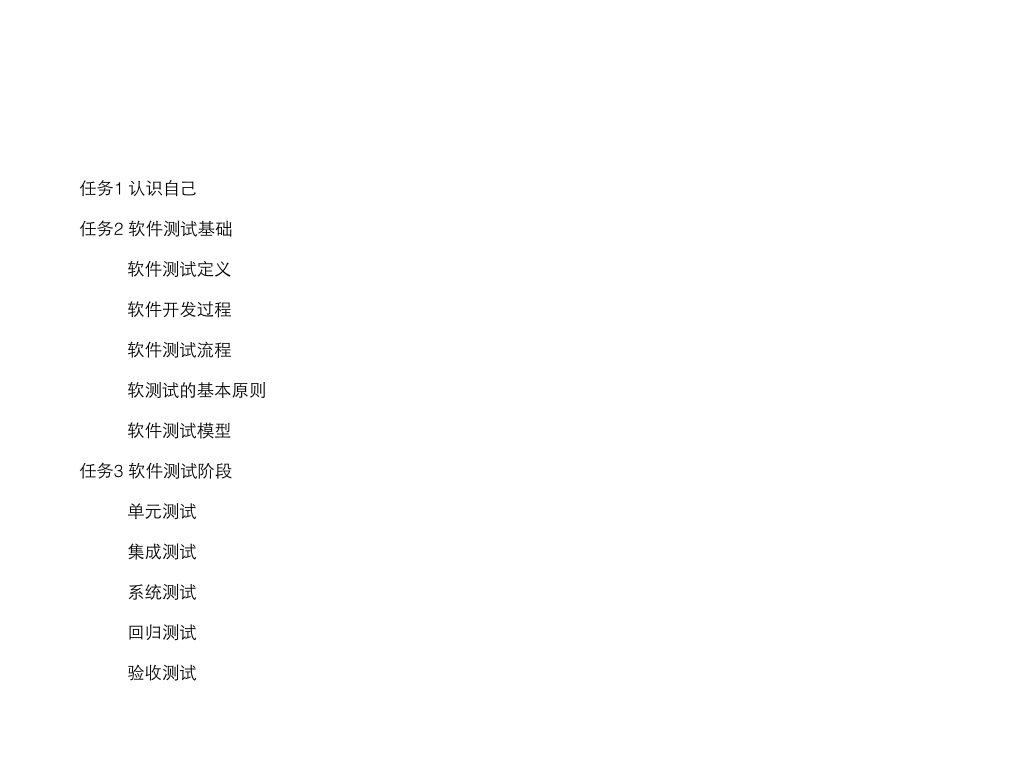 任务1 认识自己
任务2 软件测试基础
软件测试定义
软件开发过程
软件测试流程
软测试的基本原则
软件测试模型
任务3 软件测试阶段
单元测试
集成测试
系统测试
回归测试
验收测试